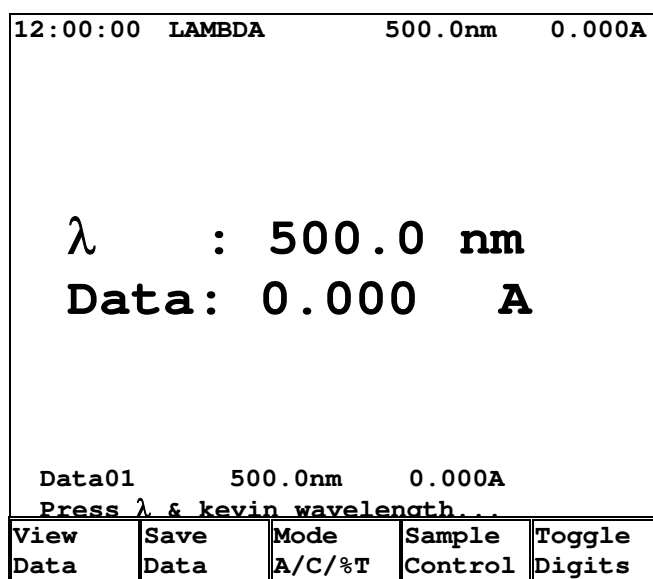 12:00:00 LAMBDA 500.0nm 0.000A
λ : 500.0 nm
Data: 0.000 A
Data01 500.0nm 0.000A
Press λ & kevin wavelength...
View Save Mode Sample Toggle
Data Data A/C/%T Control Digits